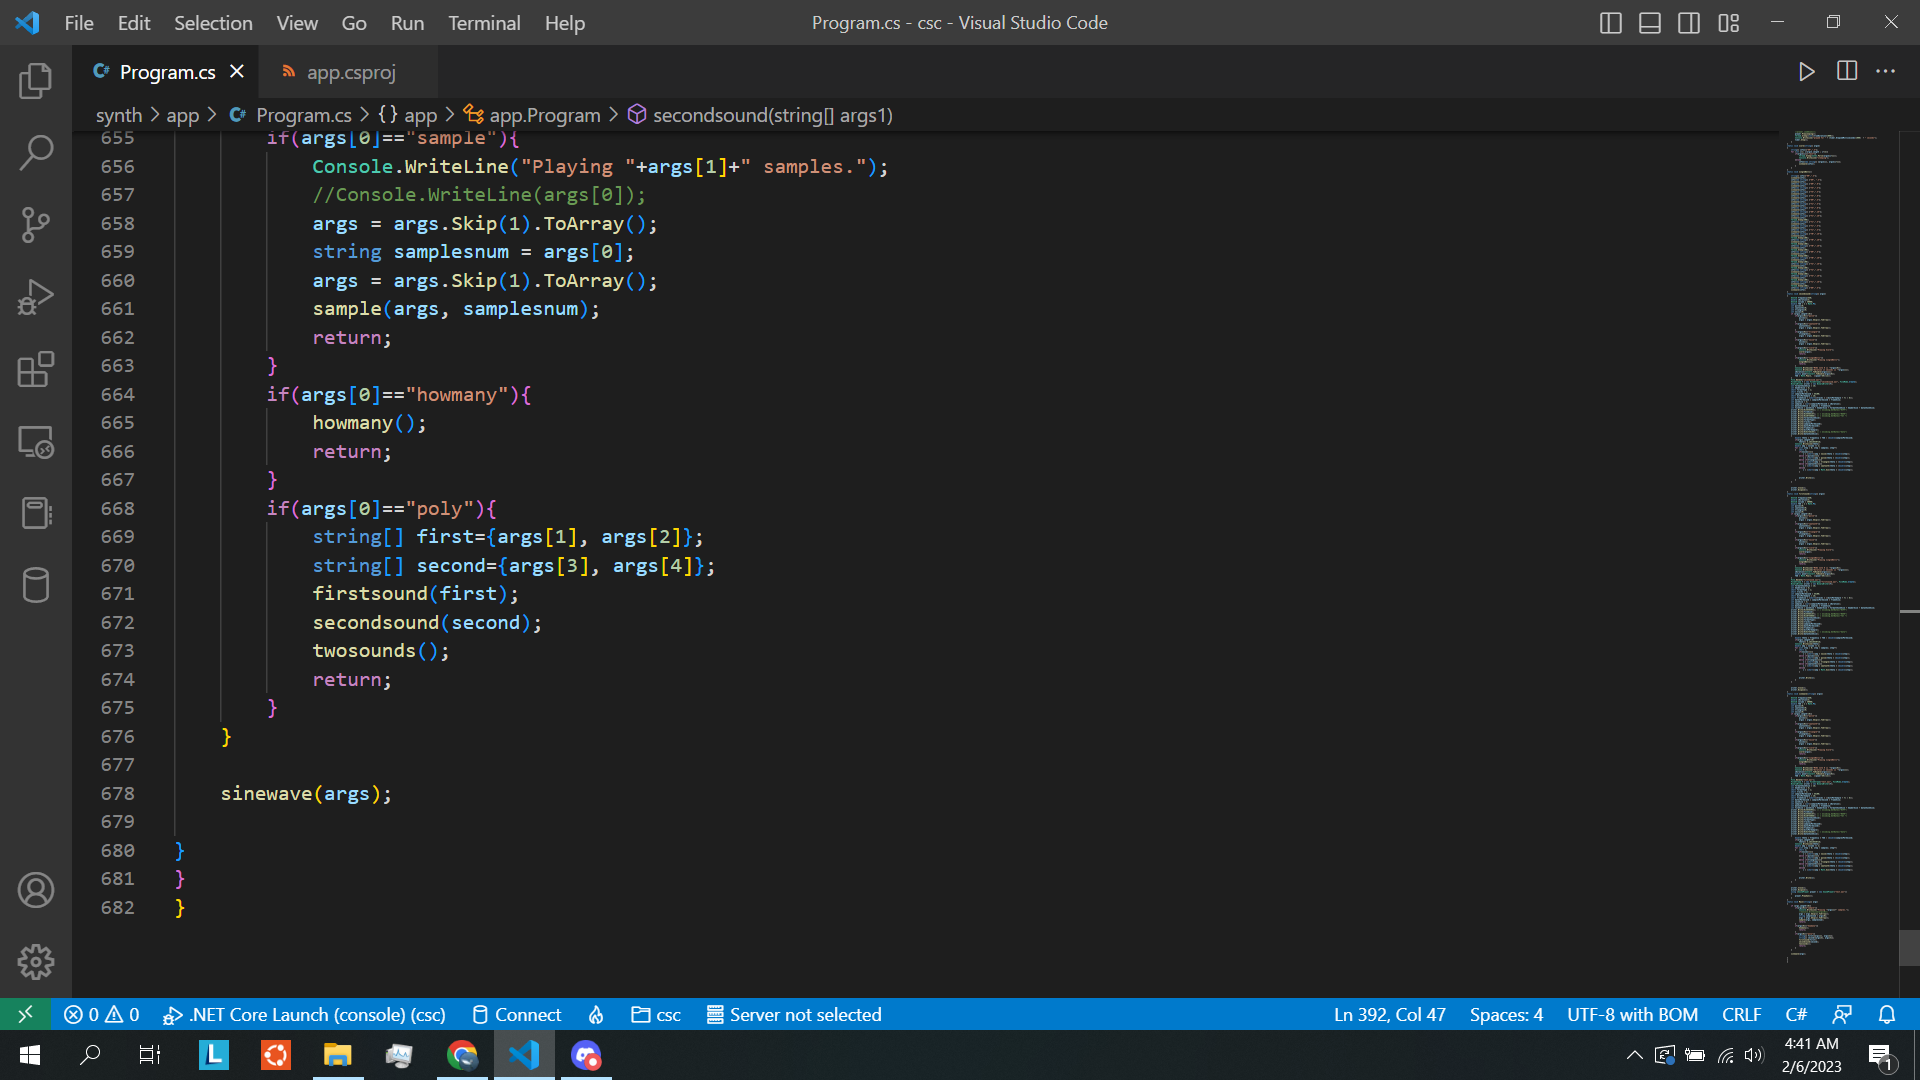 File Edit Selection View Go Run Terminal Help Program.cs - csc - Visual Studio Code
Program.cs app.csproj
synth > app > Program.cs > {} app > app.Program > secondsound(string[] args1)
655 if(args[0]=="sample"){
656 Console.WriteLine("Playing "+args[1]+" samples.");
657 //Console.WriteLine(args[0]);
658 args = args.Skip(1).ToArray();
659 string samplesnum = args[0];
660 args = args.Skip(1).ToArray();
661 sample(args, samplesnum);
662 return;
663 }
664 if(args[0]=="howmany"){
665 howmany();
666 return;
667 }
668 if(args[0]=="poly"){
669 string[] first={args[1], args[2]};
670 string[] second={args[3], args[4]};
671 firstsound(first);
672 secondsound(second);
673 twosounds();
674 return;
675 }
676 }
677
678 sinewave(args);
679
680 }
681 }
682 }
0 0 .NET Core Launch (console) (csc) Connect csc Server not selected Ln 392, Col 47 Spaces: 4 UTF-8 with BOM CRLF C#
4:41 AM
2/6/2023
1